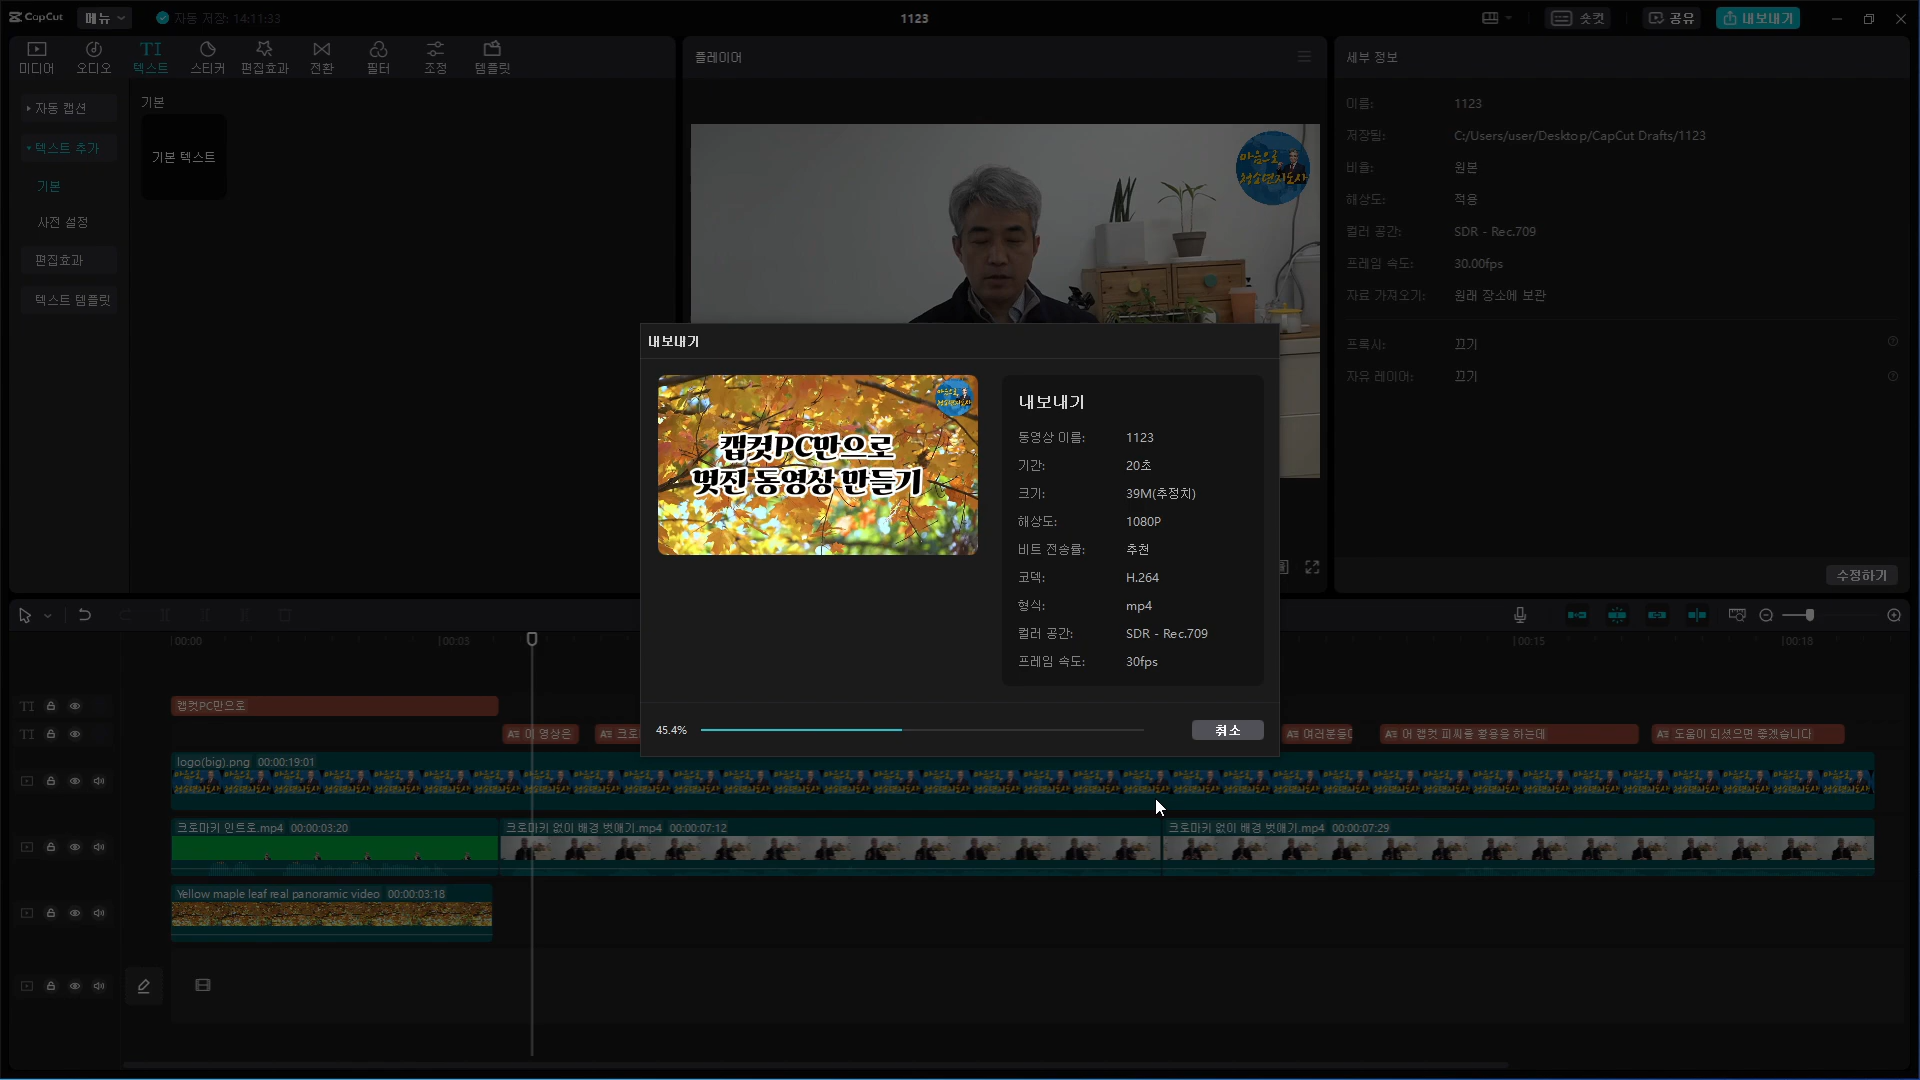 CapCut 메뉴 자동 저장: 14:11:33 1123 숏컷 공유 내보내기
미디어 오디오 텍스트 스티커 편집효과 전환 필터 조정 템플릿
자동 캡션
텍스트 추가
기본
사전 설정
편집효과
텍스트 템플릿
기본
기본 텍스트
플레이어
마음으로
청소년지도사
세부 정보
이름: 1123
저장됨: C:/Users/user/Desktop/CapCut Drafts/1123
비율: 원본
해상도: 적용
컬러 공간: SDR - Rec.709
프레임 속도: 30.00fps
자료 가져오기: 원래 장소에 보관
프록시: 끄기
자유 레이어: 끄기
수정하기
내보내기
캡컷PC만으로
멋진 동영상 만들기
내보내기
동영상 이름: 1123
기간: 20초
크기: 39M(추정치)
해상도: 1080P
비트 전송률: 추천
코덱: H.264
형식: mp4
컬러 공간: SDR - Rec.709
프레임 속도: 30fps
45.4% 취소
00:00 00:03 00:15 00:18
TI 캡컷PC만으로
TI 이 영상은 크로 여러분들 어 캡컷 피씨를 활용을 하는데 도움이 되셨으면 좋겠습니다
logo(big).png 00:00:19:01
크로마키 인트로.mp4 00:00:03:20 크로마키 없이 배경 벗애기.mp4 00:00:07:12 크로마키 없이 배경 벗애기.mp4 00:00:07:29
Yellow maple leaf real panoramic video 00:00:03:18